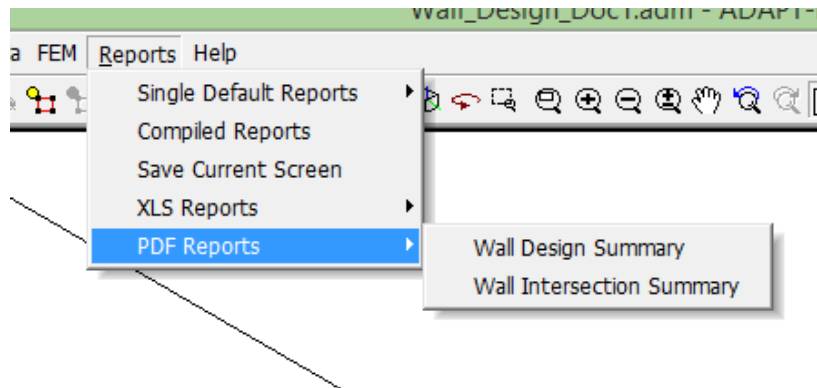 Wall_Design_Doc1.adm - ADAPT-
a FEM Reports Help
Single Default Reports
Compiled Reports
Save Current Screen
XLS Reports
PDF Reports
Wall Design Summary
Wall Intersection Summary